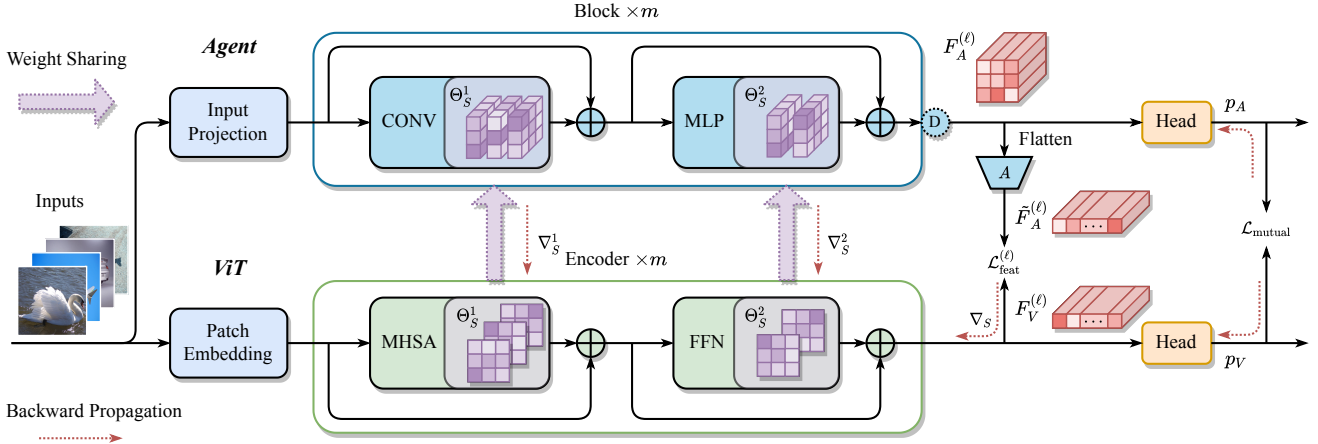 Block ×m
Weight Sharing
Agent
Input
Projection
CONV
Θ_S^1
MLP
Θ_S^2
D
F_A^{(ℓ)}
Flatten
A
Head
p_A
F̃_A^{(ℓ)}
Inputs
∇_S^1
∇_S^2
Encoder ×m
ℒ_feat^{(ℓ)}
ℒ_mutual
ViT
Patch
Embedding
MHSA
Θ_S^1
FFN
Θ_S^2
∇_S
F_V^{(ℓ)}
Head
p_V
Backward Propagation